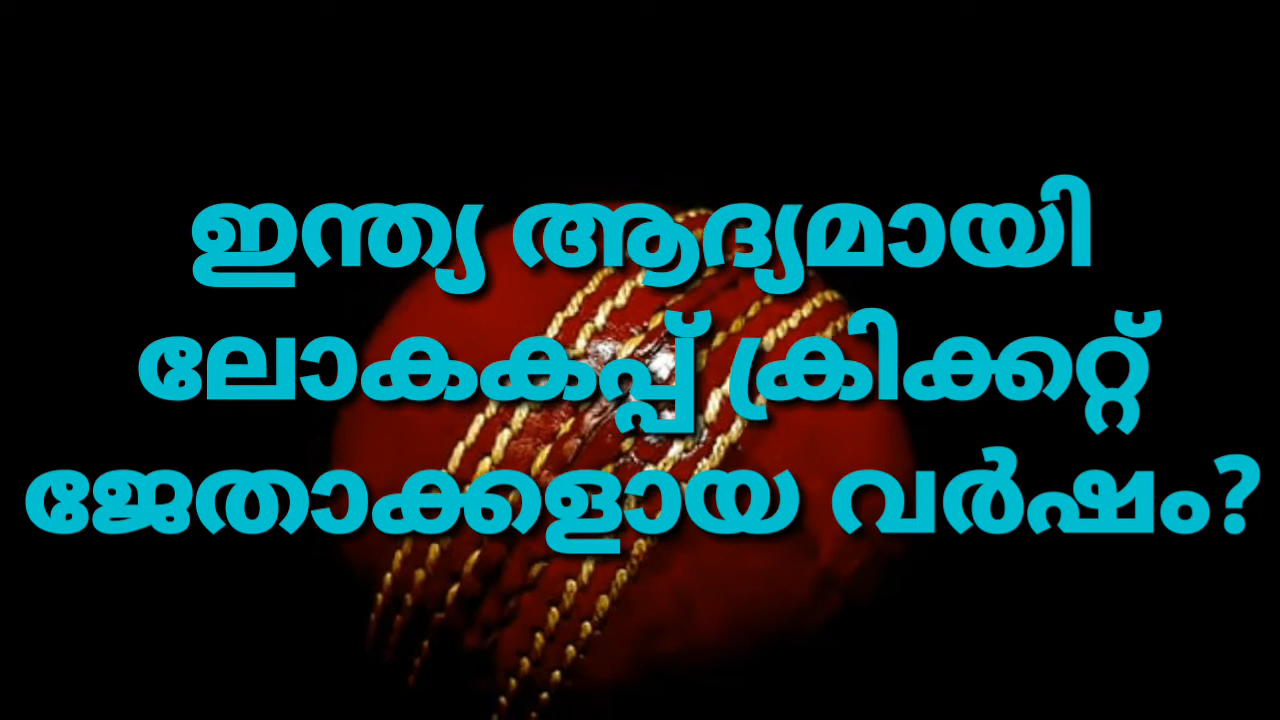 ഇന്ത്യ ആദ്യമായി
ലോകകപ്പ് ക്രിക്കറ്റ്
ജേതാക്കളായ വർഷം?